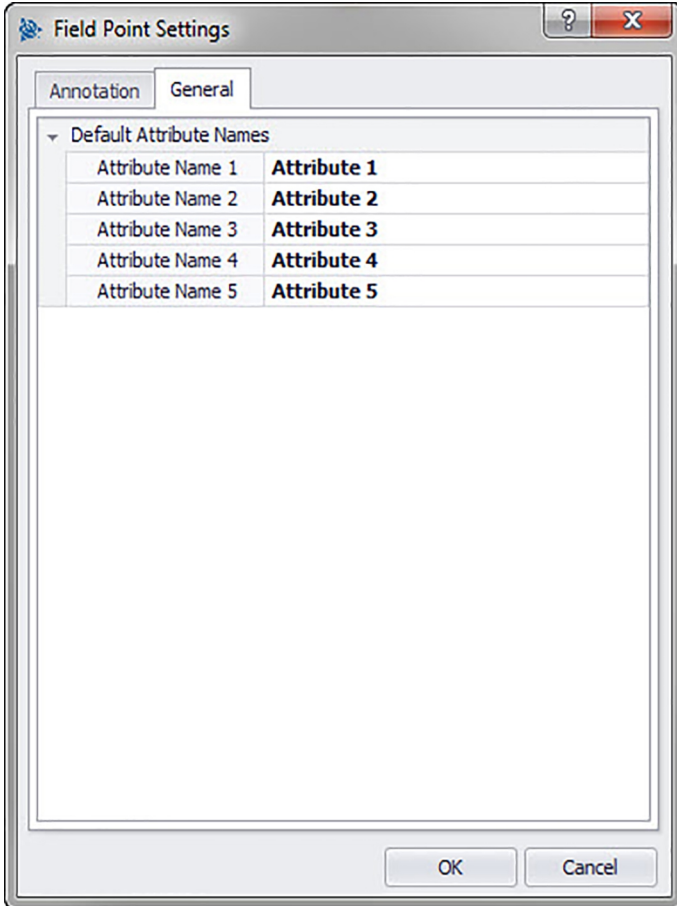 Field Point Settings
? X
Annotation General
Default Attribute Names
Attribute Name 1 Attribute 1
Attribute Name 2 Attribute 2
Attribute Name 3 Attribute 3
Attribute Name 4 Attribute 4
Attribute Name 5 Attribute 5
OK Cancel